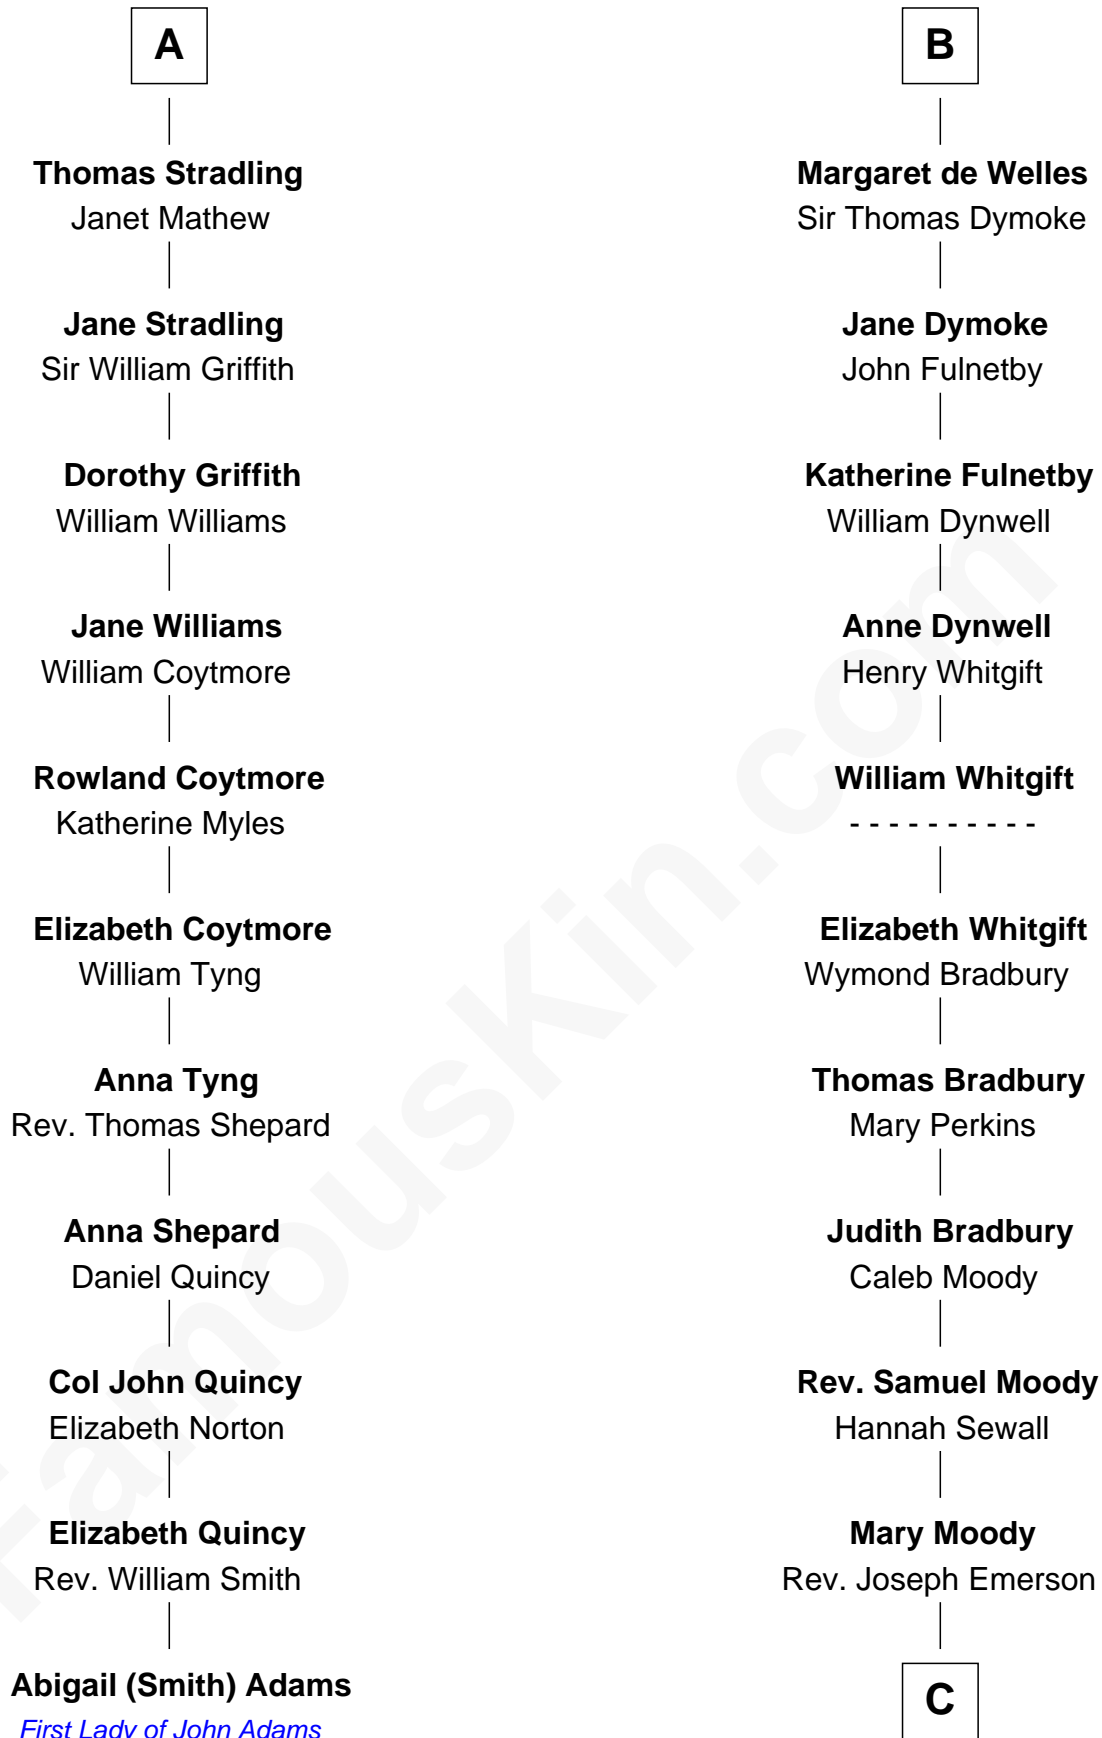 A
Thomas Stradling
Janet Mathew
Jane Stradling
Sir William Griffith
Dorothy Griffith
William Williams
Jane Williams
William Coytmore
Rowland Coytmore
Katherine Myles
Elizabeth Coytmore
William Tyng
Anna Tyng
Rev. Thomas Shepard
Anna Shepard
Daniel Quincy
Col John Quincy
Elizabeth Norton
Elizabeth Quincy
Rev. William Smith
Abigail (Smith) Adams
First Lady of John Adams
B
Margaret de Welles
Sir Thomas Dymoke
Jane Dymoke
John Fulnetby
Katherine Fulnetby
William Dynwell
Anne Dynwell
Henry Whitgift
William Whitgift
- - - - - - - - - -
Elizabeth Whitgift
Wymond Bradbury
Thomas Bradbury
Mary Perkins
Judith Bradbury
Caleb Moody
Rev. Samuel Moody
Hannah Sewall
Mary Moody
Rev. Joseph Emerson
C
FamousKin.com